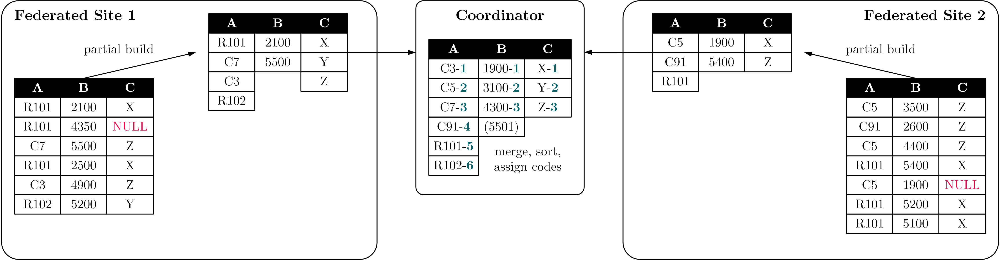 Federated Site 1
partial build
A B C
R101 2100 X
R101 4350 NULL
C7 5500 Z
R101 2500 X
C3 4900 Z
R102 5200 Y
A B C
R101 2100 X
C7 5500 Y
C3 Z
R102
Coordinator
A B C
C3-1 1900-1 X-1
C5-2 3100-2 Y-2
C7-3 4300-3 Z-3
C91-4 (5501)
R101-5
R102-6
merge, sort,
assign codes
A B C
C5 1900 X
C91 5400 Z
R101
Federated Site 2
partial build
A B C
C5 3500 Z
C91 2600 Z
C5 4400 Z
R101 5400 X
C5 1900 NULL
R101 5200 X
R101 5100 X